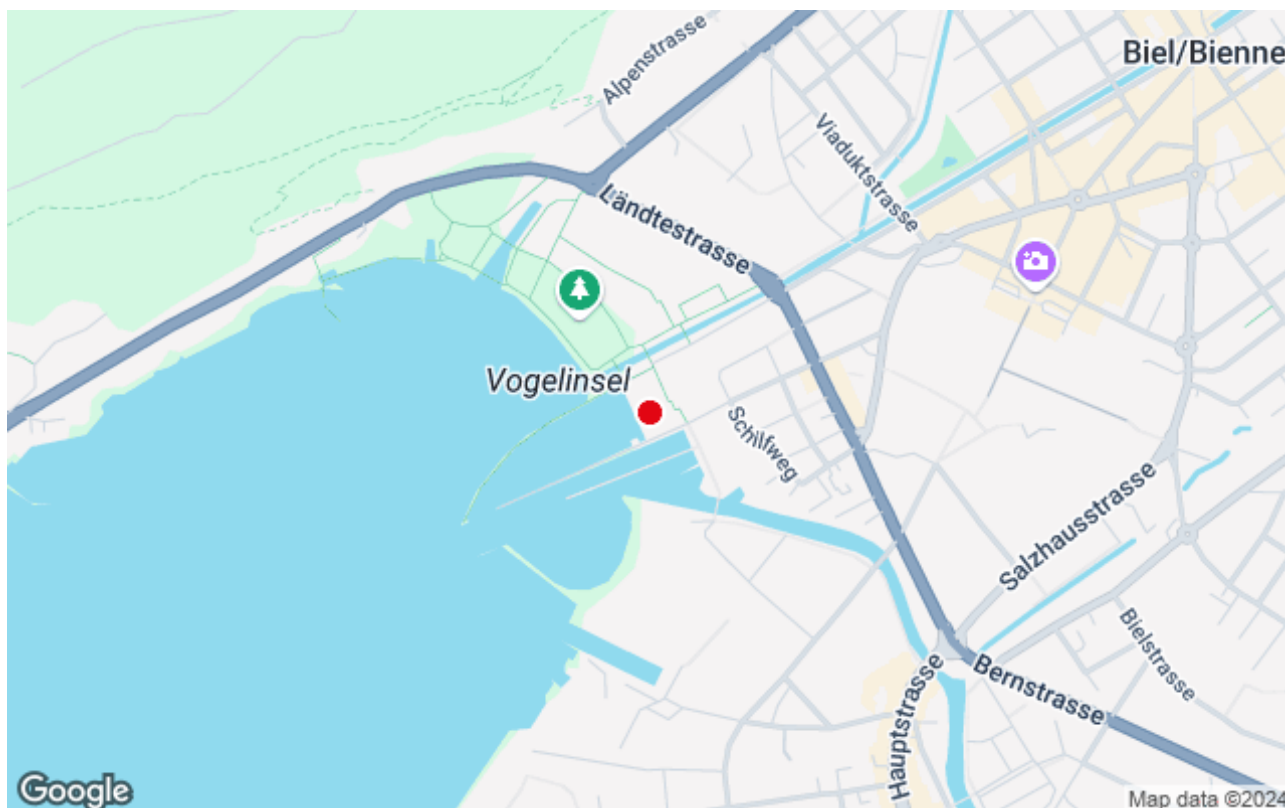 Biel/Bienne
Alpenstrasse
Viaduktstrasse
Ländtestrasse
Vogelinsel
Schilfweg
Salzhausstrasse
Bielstrasse
Bernstrasse
Hauptstrasse
Google
Map data ©2024